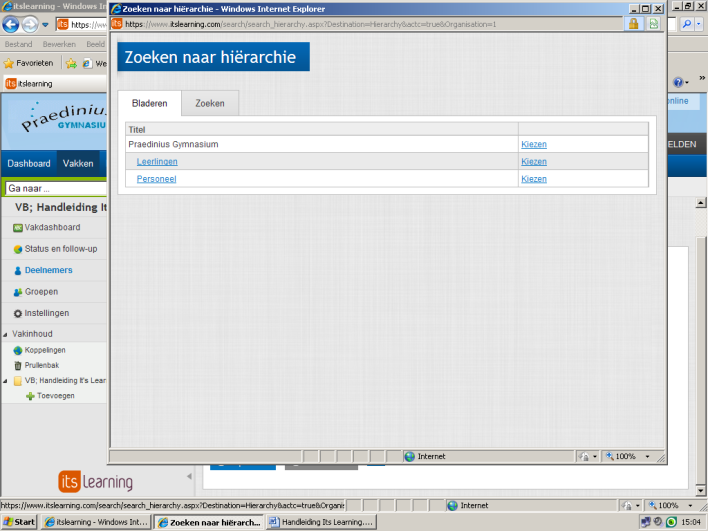 itslearning - Windows In
Zoeken naar hiërarchie - Windows Internet Explorer
https://www.itslearning.com/search/search_hierarchy.aspx?Destination=Hierarchy&actc=true&Organisation=1
https://ww
Bestand Bewerken Beeld
Favorieten We
itslearning
Zoeken naar hiërarchie
Bladeren Zoeken
Titel
Praedinius Gymnasium Kiezen
Leerlingen Kiezen
Personeel Kiezen
Praediniu
GYMNASIU
nline
ELDEN
Dashboard Vakken
Ga naar ...
VB; Handleiding It
Vakdashboard
Status en follow-up
Deelnemers
Groepen
Instellingen
Vakinhoud
Koppelingen
Prullenbak
VB; Handleiding It's Lear
Toevoegen
its Learning
Internet 100%
https://www.itslearning.com/search/search_hierarchy.aspx?Destination=Hierarchy&actc=true&Organis Internet 100%
Start itslearning - Windows Int... Zoeken naar hiërarch... Handleiding Its Learning.... 15:04